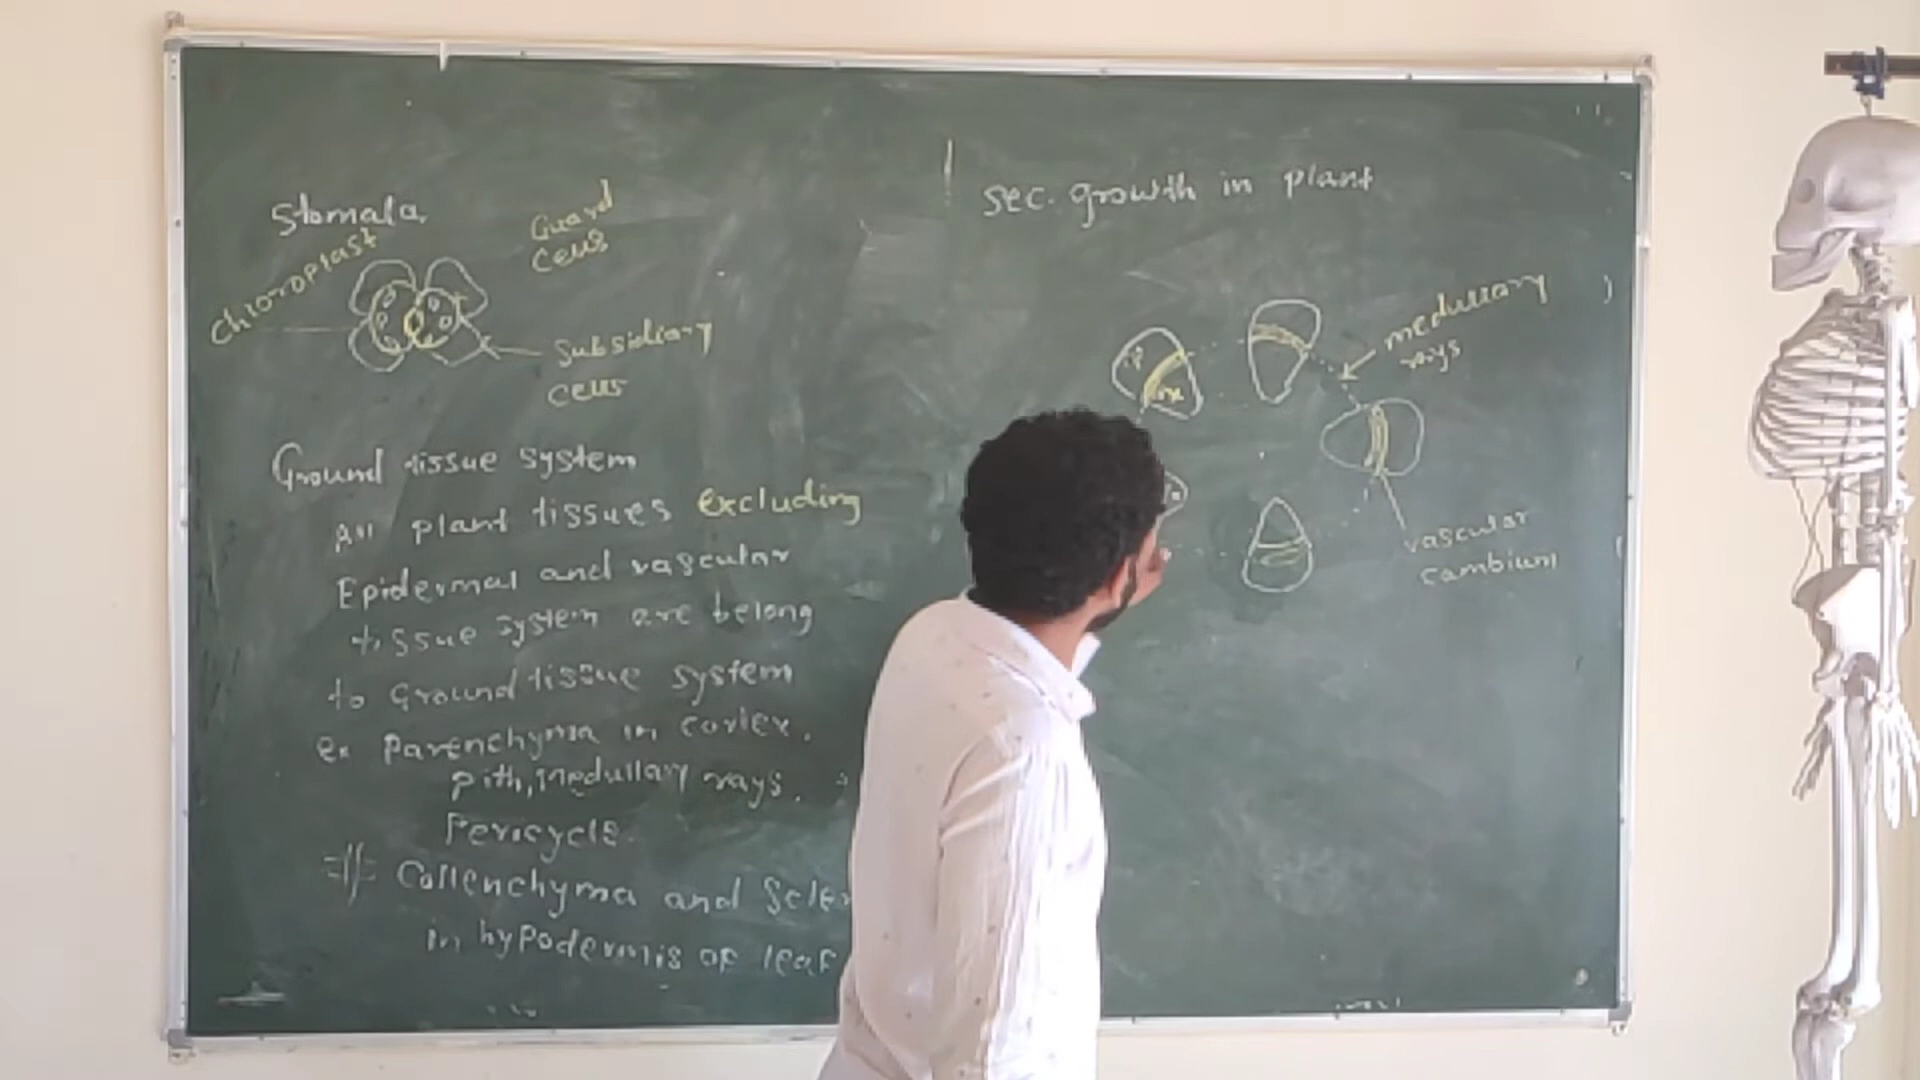 Stomata
Chloroplast
Guard
Cells
Subsidiary
cells
Ground tissue system
All plant tissues excluding
Epidermal and vascular
tissue system are belong
to Ground tissue system
ex Parenchyma in cortex,
pith, medullary rays,
Pericycle.
Collenchyma and Scler
in hypodermis of leaf
Sec. growth in plant
medullary
rays
P
mx
vascular
cambium